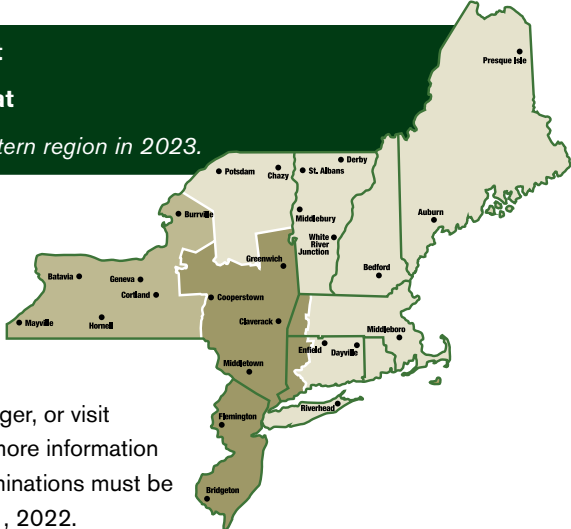 tern region in 2023.
Presque Isle
Derby
Potsdam
Chazy
St. Albans
Burrville
Middlebury
Auburn
White
River
Junction
Greenwich
Bedford
Batavia
Geneva
Cortland
Cooperstown
Mayville
Hornell
Claverack
Middleboro
Enfield
Dayville
Middletown
Riverhead
Flemington
ger, or visit
more information
minations must be
, 2022.
Bridgeton